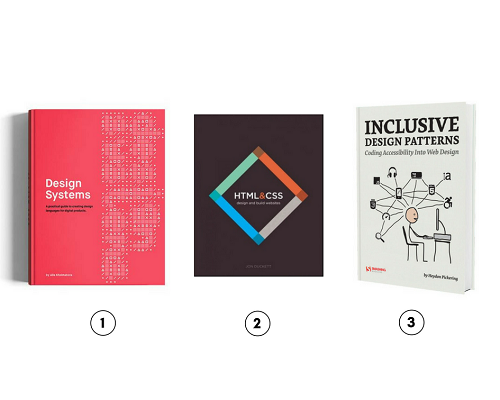 Design
Systems
A practical guide to creating design
languages for digital products.
by Alla Kholmatova
1
HTML&CSS
design and build websites
JON DUCKETT
2
INCLUSIVE
DESIGN PATTERNS
Coding Accessibility Into Web Design
:a
by Heydon Pickering
3